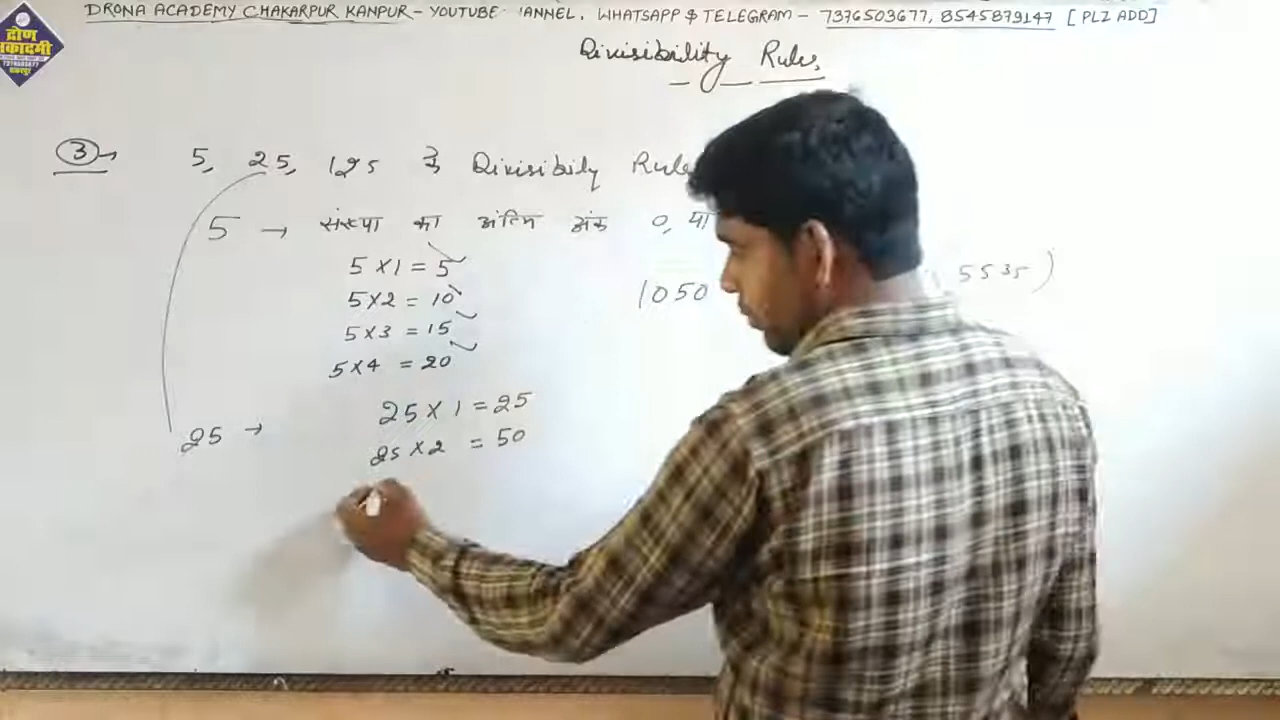 DRONA ACADEMY CHAKARPUR KANPUR - YOUTUBE ANNEL, WHATSAPP & TELEGRAM - 7376503677, 8545879147 [PLZ ADD]
द्रोण
Divisibility Rules
③→ 5, 25, 125 के Divisibily Rule
5 → संख्या का अंतिम अंक 0, या
5 × 1 = 5
5535)
5×2 = 10
1050
5×3 = 15
5×4 = 20
25 × 1 = 25
25 →
25 × 2 = 50